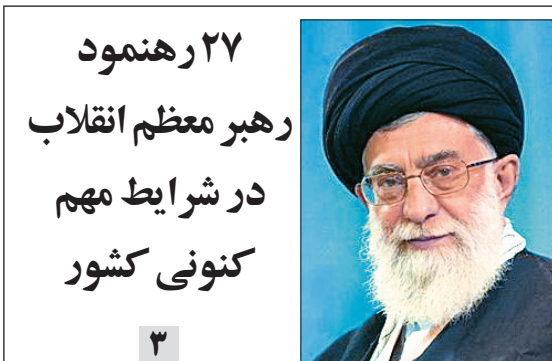 ۲۷ رهنمود
رهبر معظم انقلاب
در شرایط مهم
کنونی کشور
۳